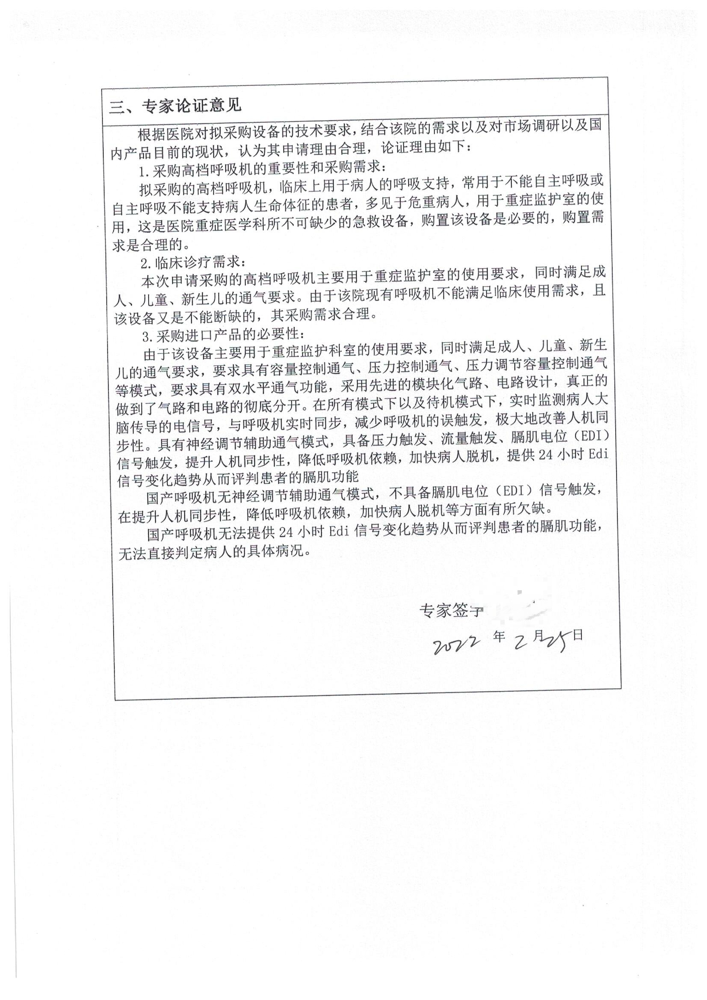 三、专家论证意见
根据医院对拟采购设备的技术要求，结合该院的需求以及对市场调研以及国
内产品目前的现状，认为其申请理由合理，论证理由如下：
1.采购高档呼吸机的重要性和采购需求：
拟采购的高档呼吸机，临床上用于病人的呼吸支持，常用于不能自主呼吸或
自主呼吸不能支持病人生命体征的患者，多见于危重病人，用于重症监护室的使
用，这是医院重症医学科所不可缺少的急救设备，购置该设备是必要的，购置需
求是合理的。
2.临床诊疗需求：
本次申请采购的高档呼吸机主要用于重症监护室的使用要求，同时满足成
人、儿童、新生儿的通气要求。由于该院现有呼吸机不能满足临床使用需求，且
该设备又是不能断缺的，其采购需求合理。
3.采购进口产品的必要性：
由于该设备主要用于重症监护科室的使用要求，同时满足成人、儿童、新生
儿的通气要求，要求具有容量控制通气、压力控制通气、压力调节容量控制通气
等模式，要求具有双水平通气功能，采用先进的模块化气路、电路设计，真正的
做到了气路和电路的彻底分开。在所有模式下以及待机模式下，实时监测病人大
脑传导的电信号，与呼吸机实时同步，减少呼吸机的误触发，极大地改善人机同
步性。具有神经调节辅助通气模式，具备压力触发、流量触发、膈肌电位（EDI）
信号触发，提升人机同步性，降低呼吸机依赖，加快病人脱机，提供 24 小时 Edi
信号变化趋势从而评判患者的膈肌功能
国产呼吸机无神经调节辅助通气模式，不具备膈肌电位（EDI）信号触发，
在提升人机同步性，降低呼吸机依赖，加快病人脱机等方面有所欠缺。
国产呼吸机无法提供 24 小时 Edi 信号变化趋势从而评判患者的膈肌功能，
无法直接判定病人的具体病况。
专家签字
2022 年 2 月 25 日